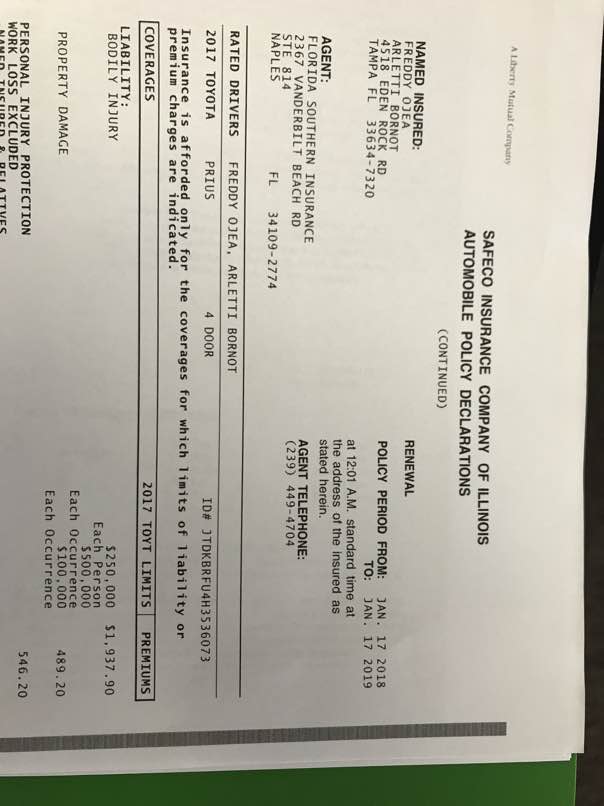 A Liberty Mutual Company
SAFECO INSURANCE COMPANY OF ILLINOIS
AUTOMOBILE POLICY DECLARATIONS
(CONTINUED)
NAMED INSURED:
FREDDY OJEA
ARLETTI BORNOT
4518 EDEN ROCK RD
TAMPA FL 33634-7320
RENEWAL
POLICY PERIOD FROM: JAN. 17 2018
TO: JAN. 17 2019
at 12:01 A.M. standard time at
the address of the insured as
stated herein.
AGENT:
FLORIDA SOUTHERN INSURANCE
2367 VANDERBILT BEACH RD
STE 814
NAPLES FL 34109-2774
AGENT TELEPHONE:
(239) 449-4704
RATED DRIVERS FREDDY OJEA, ARLETTI BORNOT
2017 TOYOTA PRIUS 4 DOOR ID# JTDKBRFU4H3536073
Insurance is afforded only for the coverages for which limits of liability or
premium charges are indicated.
COVERAGES 2017 TOYT LIMITS PREMIUMS
LIABILITY:
BODILY INJURY $250,000 $1,937.90
Each Person
$500,000
Each Occurrence
PROPERTY DAMAGE $100,000 489.20
Each Occurrence
PERSONAL INJURY PROTECTION 546.20
WORK LOSS EXCLUDED
NAMED INSURED & RELATIVES